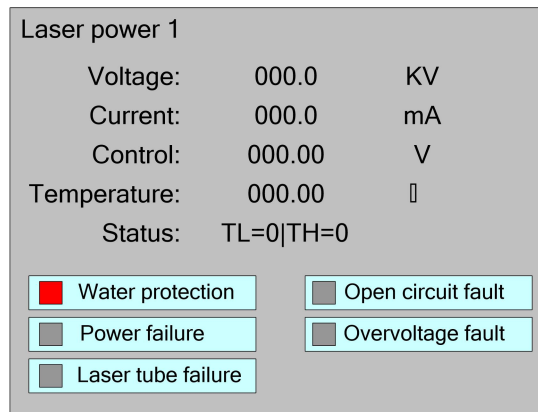 Laser power 1
Voltage: 000.0 KV
Current: 000.0 mA
Control: 000.00 V
Temperature: 000.00 ▯
Status: TL=0|TH=0
Water protection Open circuit fault
Power failure Overvoltage fault
Laser tube failure